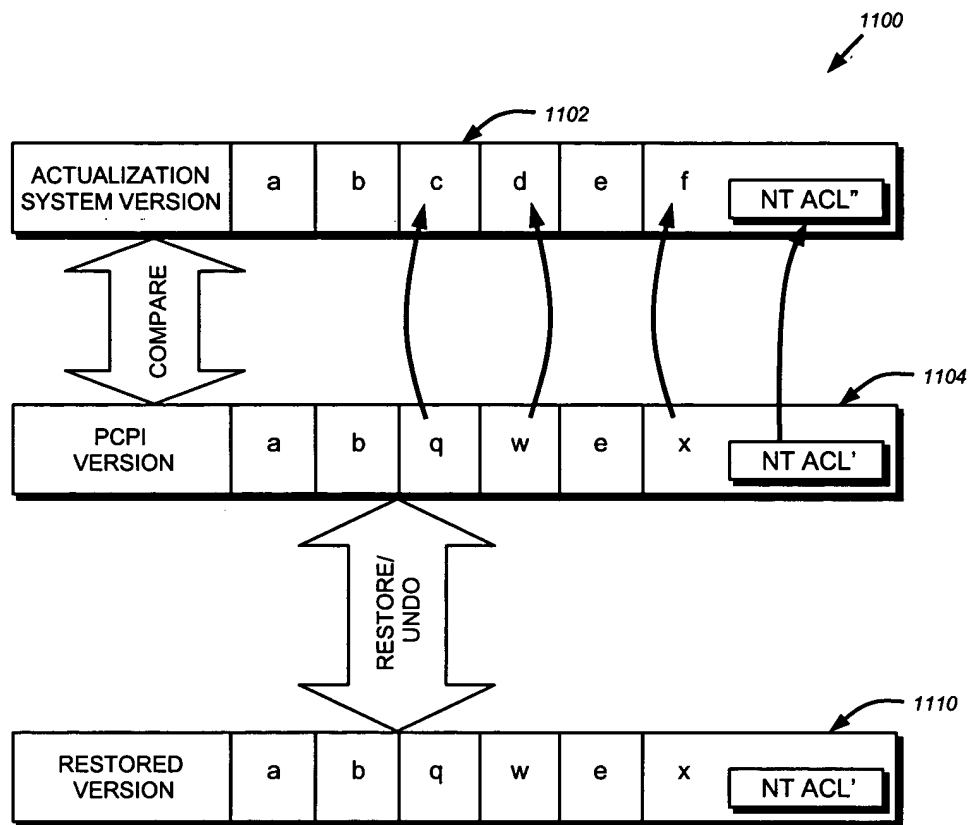 1100
1102
ACTUALIZATION
SYSTEM VERSION
a b c d e f
NT ACL"
COMPARE
1104
PCPI
VERSION
a b q w e x
NT ACL'
RESTORE/
UNDO
1110
RESTORED
VERSION
a b q w e x
NT ACL'